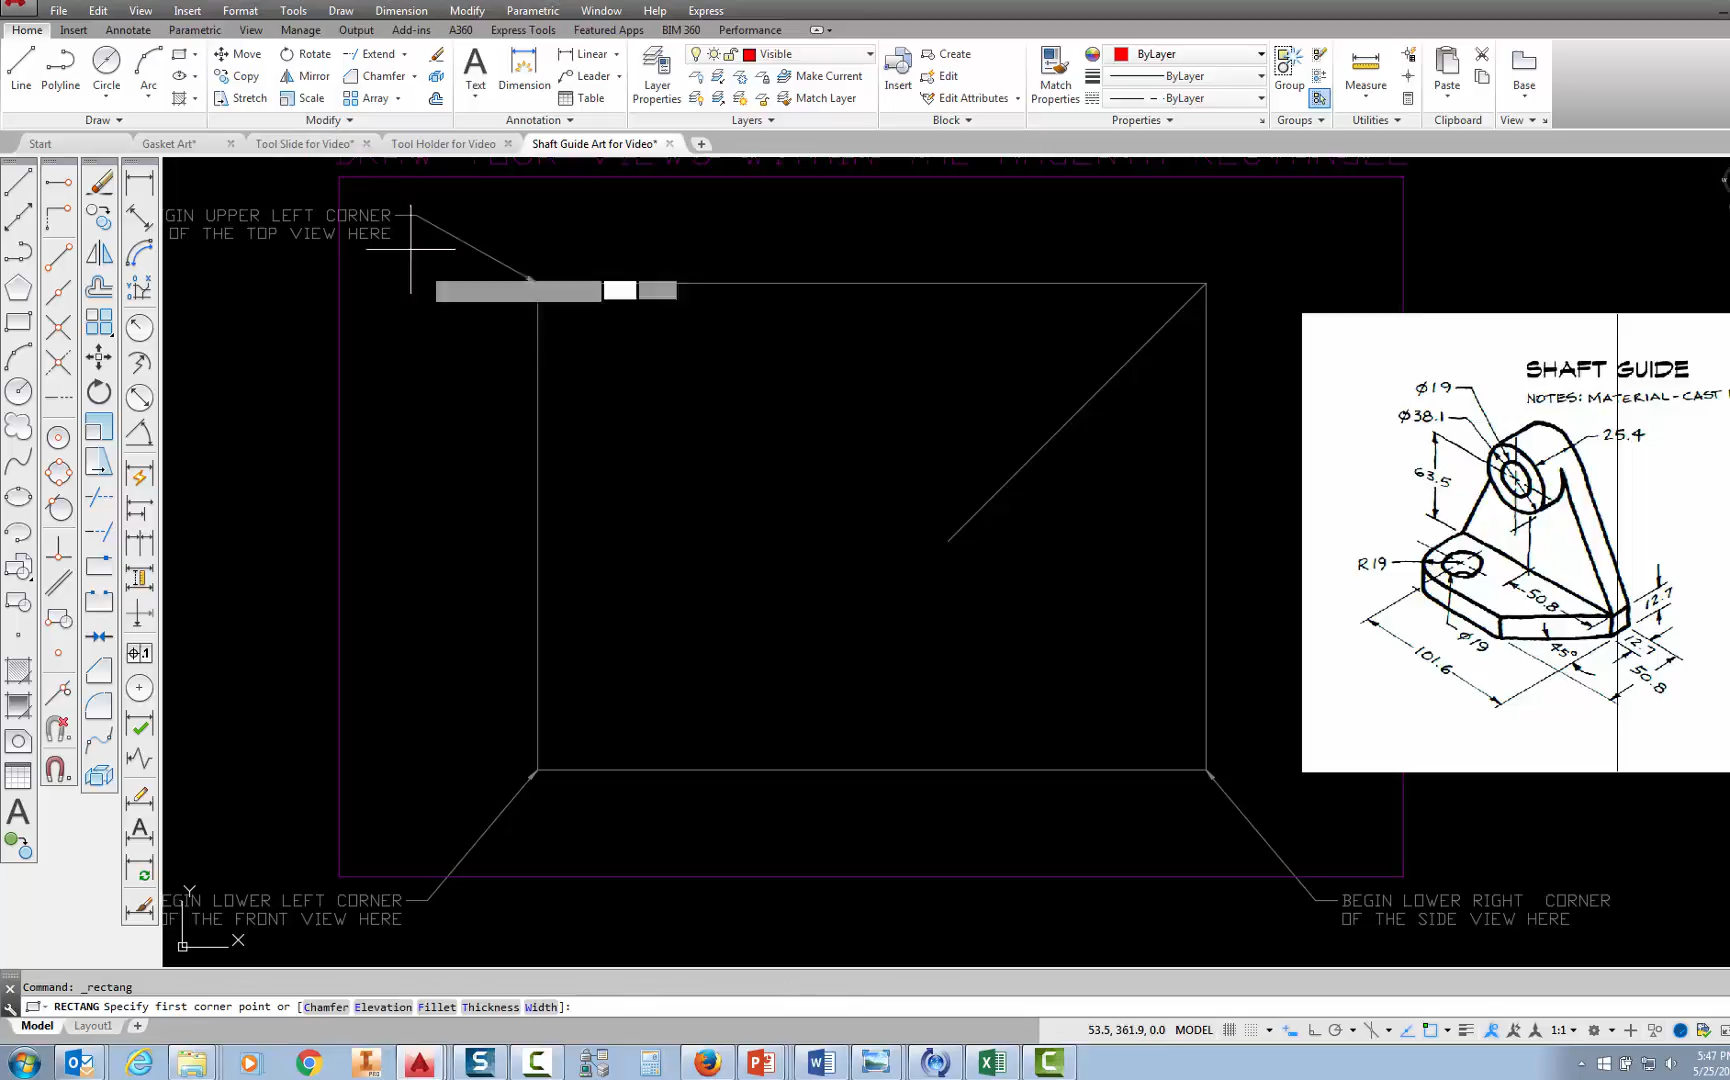 File Edit View Insert Format Tools Draw Dimension Modify Parametric Window Help Express
Home Insert Annotate Parametric View Manage Output Add-ins A360 Express Tools Featured Apps BIM 360 Performance
Line Polyline Circle Arc
Move Rotate Extend
Copy Mirror Chamfer
Stretch Scale Array
Text Dimension
Linear
Leader
Table
Layer Properties
Visible
Make Current
Match Layer
Insert
Create
Edit
Edit Attributes
Match Properties
ByLayer
ByLayer
ByLayer
Group Measure Paste Base
Draw Modify Annotation Layers Block Properties Groups Utilities Clipboard View
Start Gasket Art* Tool Slide for Video* Tool Holder for Video Shaft Guide Art for Video*
GIN UPPER LEFT CORNER
OF THE TOP VIEW HERE
SHAFT GUIDE
NOTES: MATERIAL-CAST
Ø19
Ø38.1
25.4
63.5
R19
50.8
12.7
Ø19
45°
12.7
101.6
50.8
EGIN LOWER LEFT CORNER
OF THE FRONT VIEW HERE
BEGIN LOWER RIGHT CORNER
OF THE SIDE VIEW HERE
Y
X
Command: _rectang
RECTANG Specify first corner point or [Chamfer Elevation Fillet Thickness Width]:
Model Layout1
53.5, 361.9, 0.0 MODEL 1:1
5:47 PM